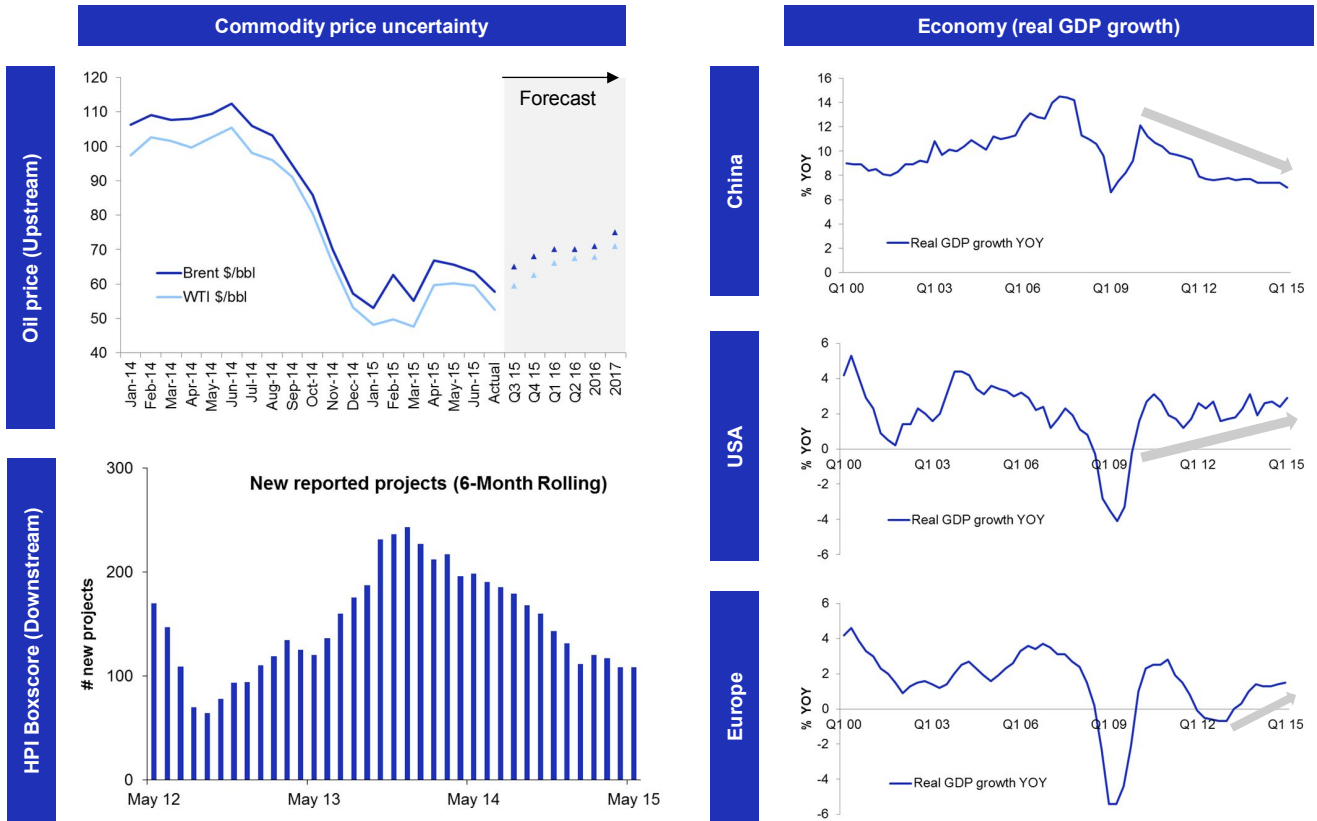 Commodity price uncertainty
Economy (real GDP growth)
Oil price (Upstream)
120
110
100
90
80
70
60
50
40
Forecast
Brent $/bbl
WTI $/bbl
Jan-14
Feb-14
Mar-14
Apr-14
May-14
Jun-14
Jul-14
Aug-14
Sep-14
Oct-14
Nov-14
Dec-14
Jan-15
Feb-15
Mar-15
Apr-15
May-15
Jun-15
Actual
Q3 15
Q4 15
Q1 16
Q2 16
2016
2017
HPI Boxscore (Downstream)
New reported projects (6-Month Rolling)
# new projects
300
200
100
0
May 12
May 13
May 14
May 15
China
% YOY
16
14
12
10
8
6
4
2
0
Real GDP growth YOY
Q1 00
Q1 03
Q1 06
Q1 09
Q1 12
Q1 15
USA
% YOY
6
4
2
0
-2
-4
-6
Q1 00
Q1 03
Q1 06
Q1 09
Q1 12
Q1 15
Real GDP growth YOY
Europe
% YOY
6
4
2
0
-2
-4
-6
Q1 00
Q1 03
Q1 06
Q1 09
Q1 12
Q1 15
Real GDP growth YOY